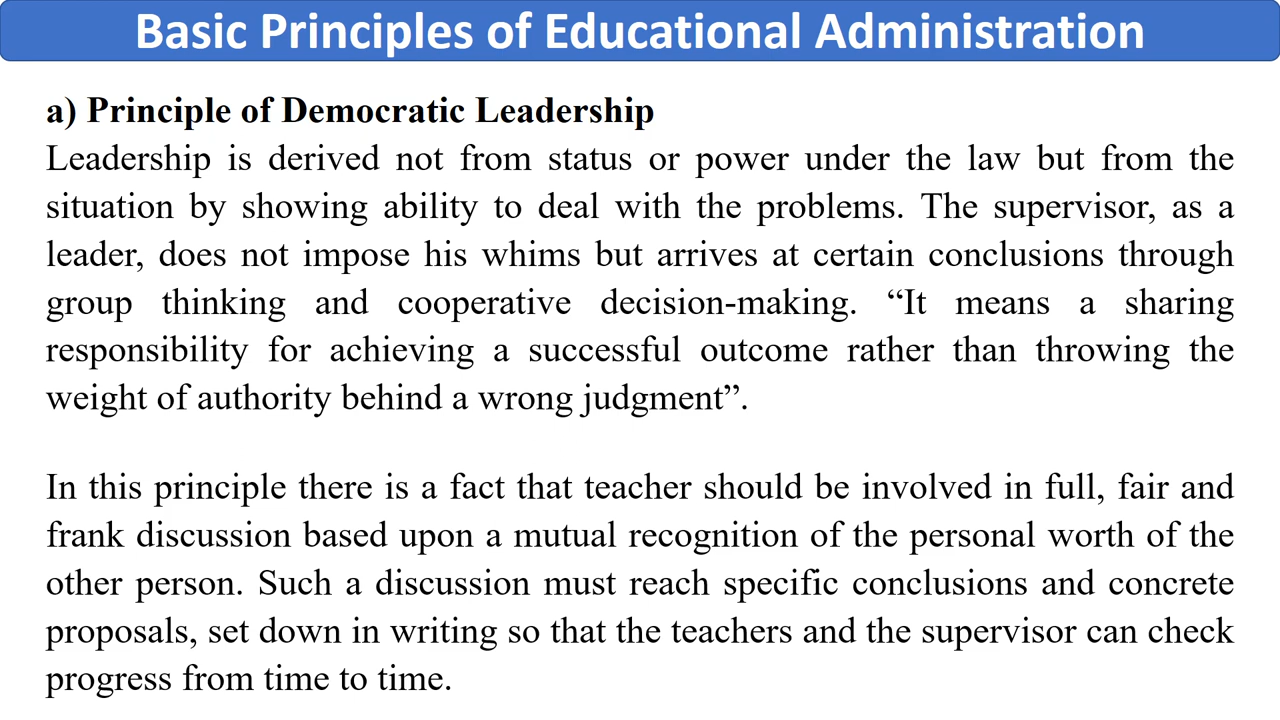 Basic Principles of Educational Administration
a) Principle of Democratic Leadership
Leadership is derived not from status or power under the law but from the
situation by showing ability to deal with the problems. The supervisor, as a
leader, does not impose his whims but arrives at certain conclusions through
group thinking and cooperative decision-making. “It means a sharing
responsibility for achieving a successful outcome rather than throwing the
weight of authority behind a wrong judgment”.
In this principle there is a fact that teacher should be involved in full, fair and
frank discussion based upon a mutual recognition of the personal worth of the
other person. Such a discussion must reach specific conclusions and concrete
proposals, set down in writing so that the teachers and the supervisor can check
progress from time to time.